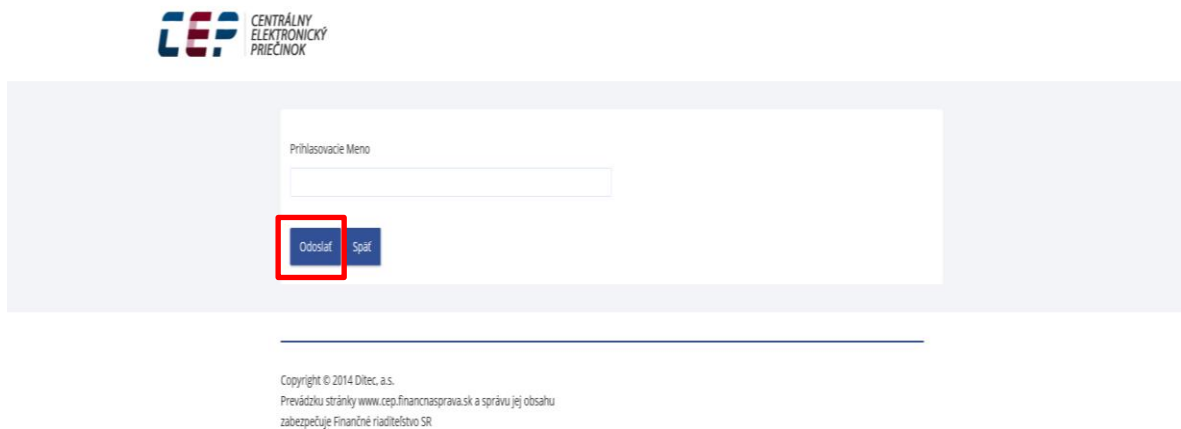 CEP CENTRÁLNY
ELEKTRONICKÝ
PRIEČINOK
Prihlasovacie Meno
Odoslať Späť
Copyright © 2014 Ditec, a.s.
Prevádzku stránky www.cep.financnasprava.sk a správu jej obsahu
zabezpečuje Finančné riaditeľstvo SR